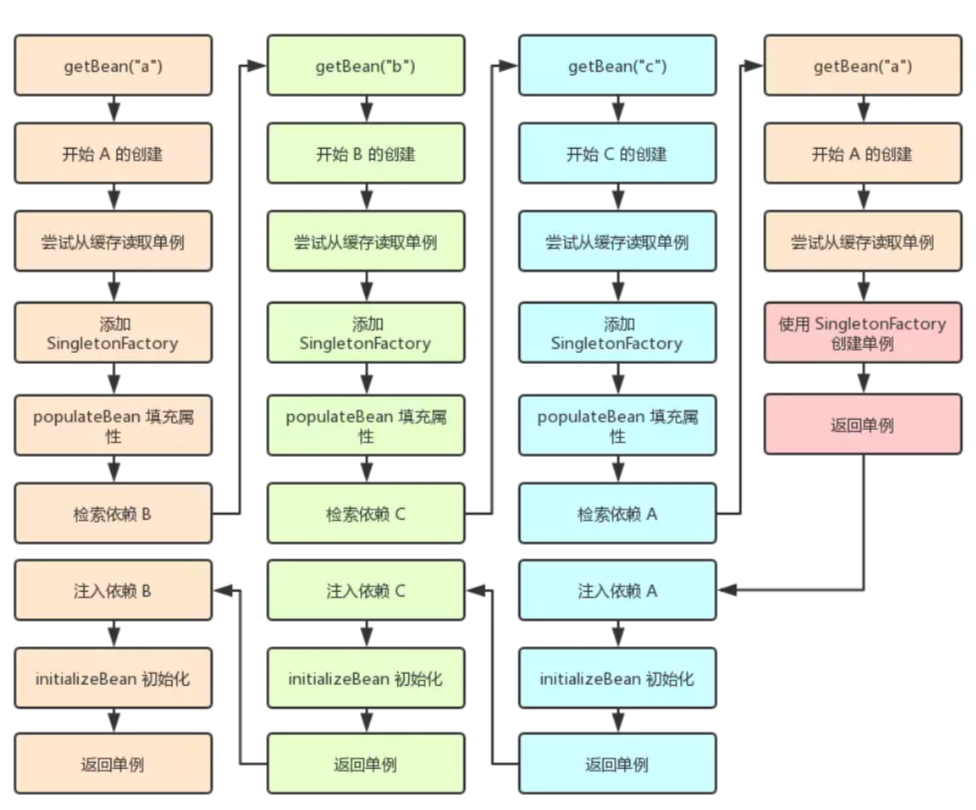 getBean("a")
开始 A 的创建
尝试从缓存读取单例
添加
SingletonFactory
populateBean 填充属
性
检索依赖 B
getBean("b")
开始 B 的创建
尝试从缓存读取单例
添加
SingletonFactory
populateBean 填充属
性
检索依赖 C
getBean("c")
开始 C 的创建
尝试从缓存读取单例
添加
SingletonFactory
populateBean 填充属
性
检索依赖 A
getBean("a")
开始 A 的创建
尝试从缓存读取单例
使用 SingletonFactory
创建单例
返回单例
注入依赖 A
initializeBean 初始化
返回单例
注入依赖 C
initializeBean 初始化
返回单例
注入依赖 B
initializeBean 初始化
返回单例